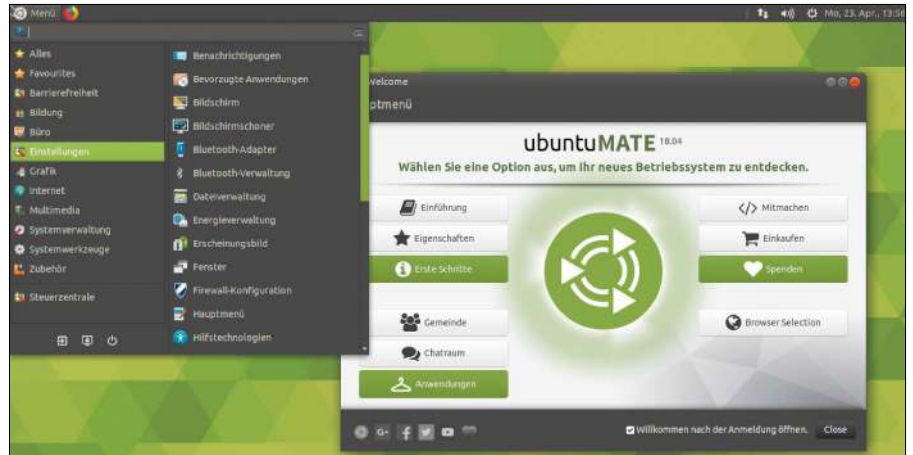 Menü
Mo, 23. Apr., 13:56
Alles
Favourites
Barrierefreiheit
Bildung
Büro
Einstellungen
Grafik
Internet
Multimedia
Systemverwaltung
Systemwerkzeuge
Zubehör
Steuerzentrale
Benachrichtigungen
Bevorzugte Anwendungen
Bildschirm
Bildschirmschoner
Bluetooth-Adapter
Bluetooth-Verwaltung
Dateiverwaltung
Energieverwaltung
Erscheinungsbild
Fenster
Firewall-Konfiguration
Hauptmenü
Hilfstechnologien
Welcome
ptmenü
ubuntuMATE 18.04
Wählen Sie eine Option aus, um Ihr neues Betriebssystem zu entdecken.
Einführung
Eigenschaften
Erste Schritte
Gemeinde
Chatraum
Anwendungen
</> Mitmachen
Einkaufen
Spenden
Browser Selection
G+
Willkommen nach der Anmeldung öffnen.
Close